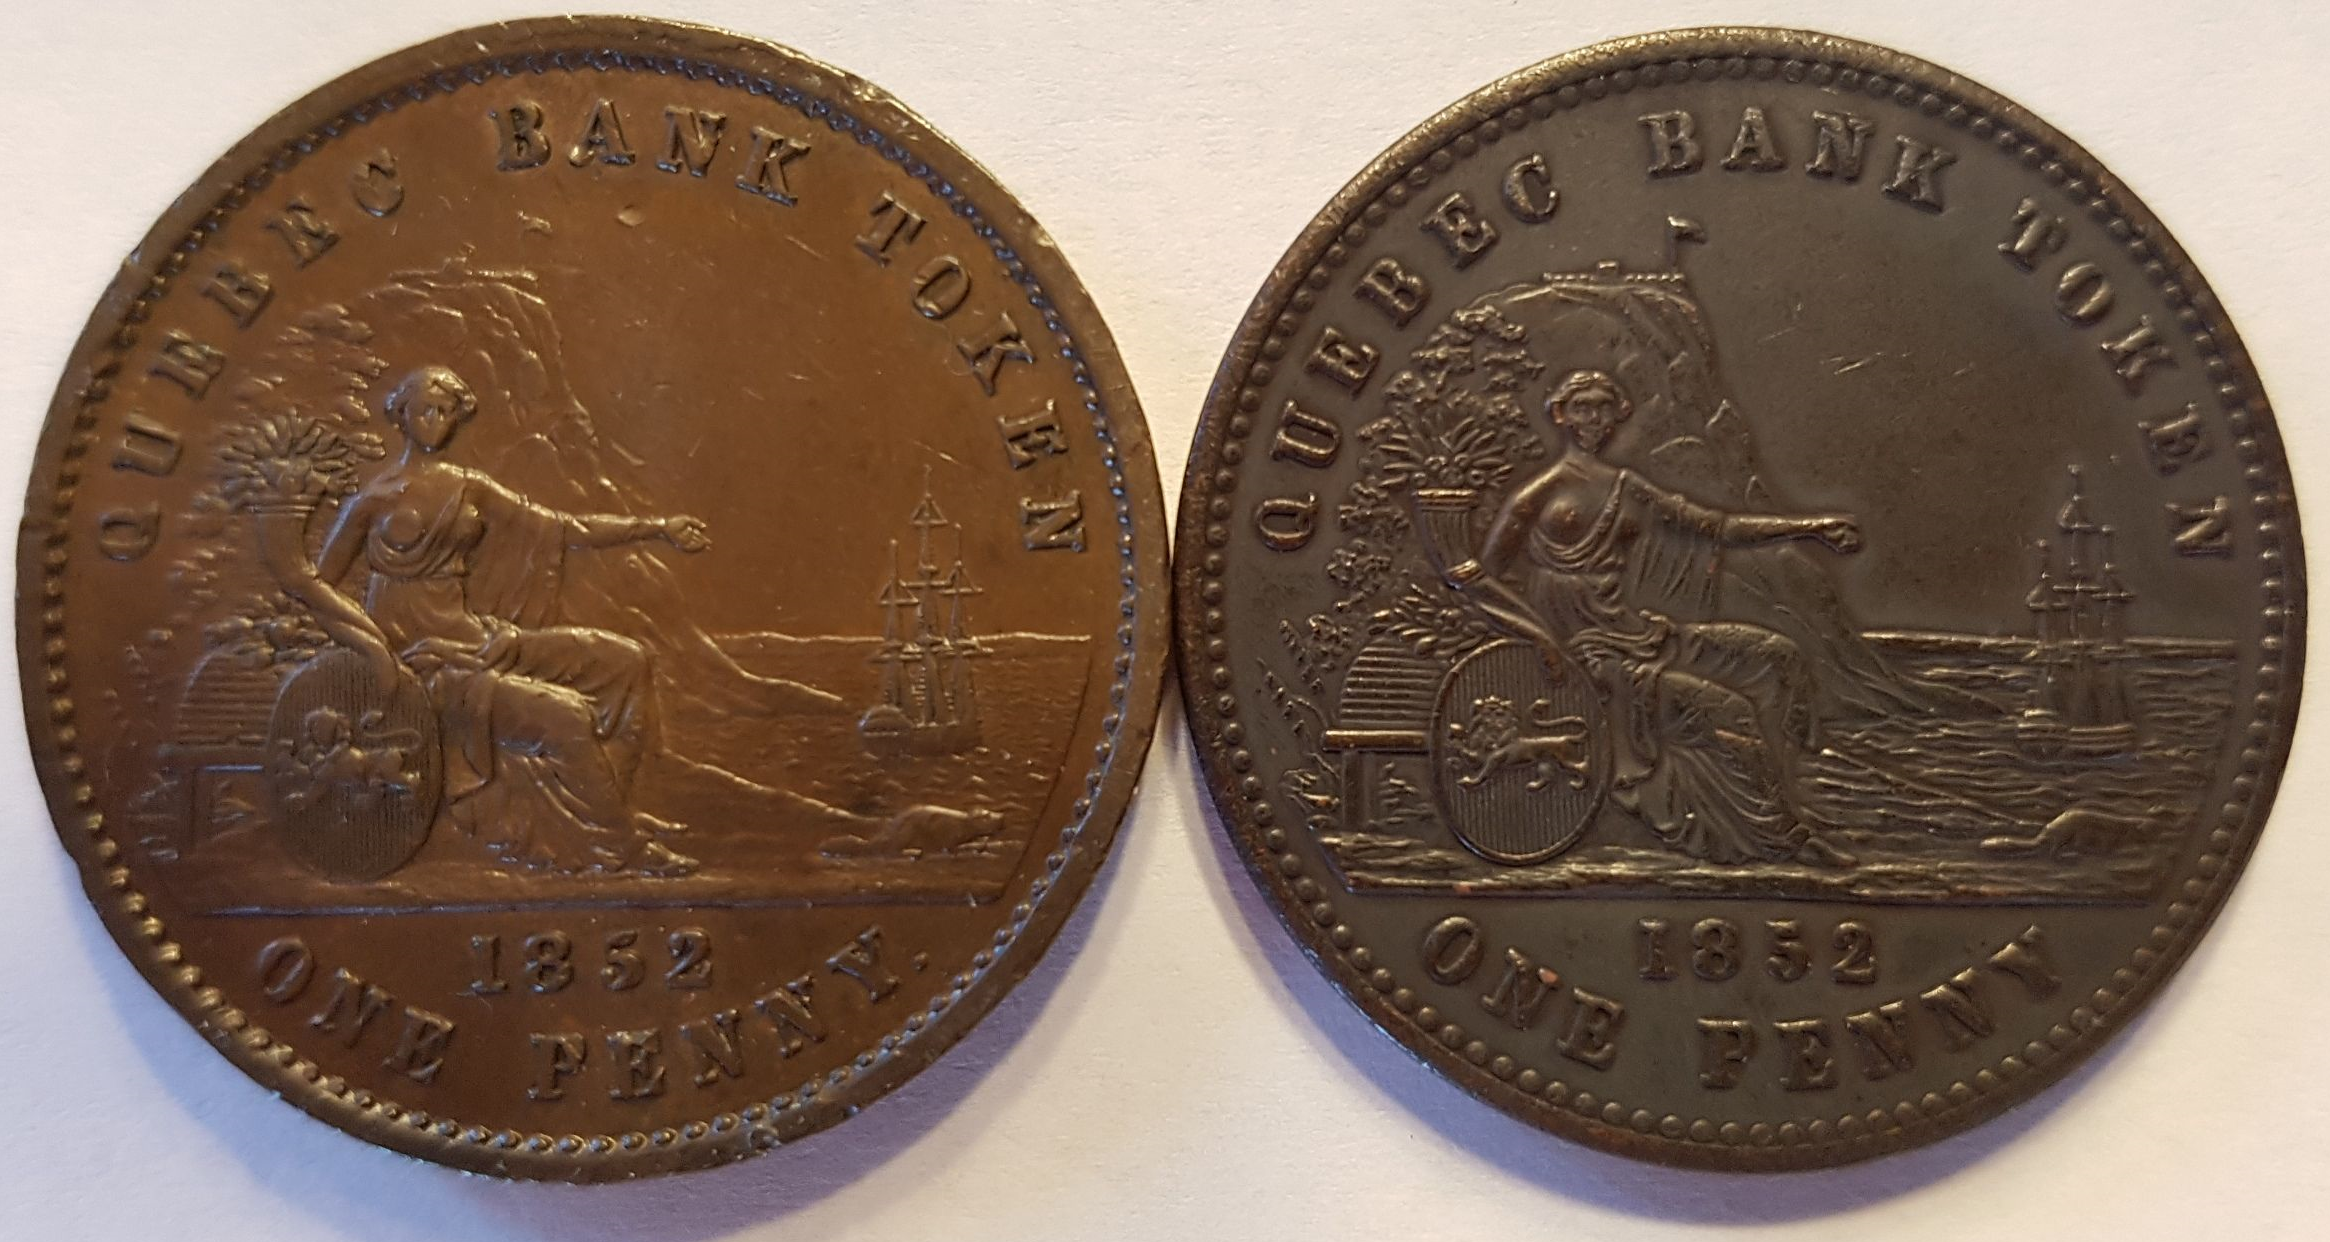 QUEBEC BANK TOKEN
1852
ONE PENNY.
QUEBEC BANK TOKEN
1852
ONE PENNY